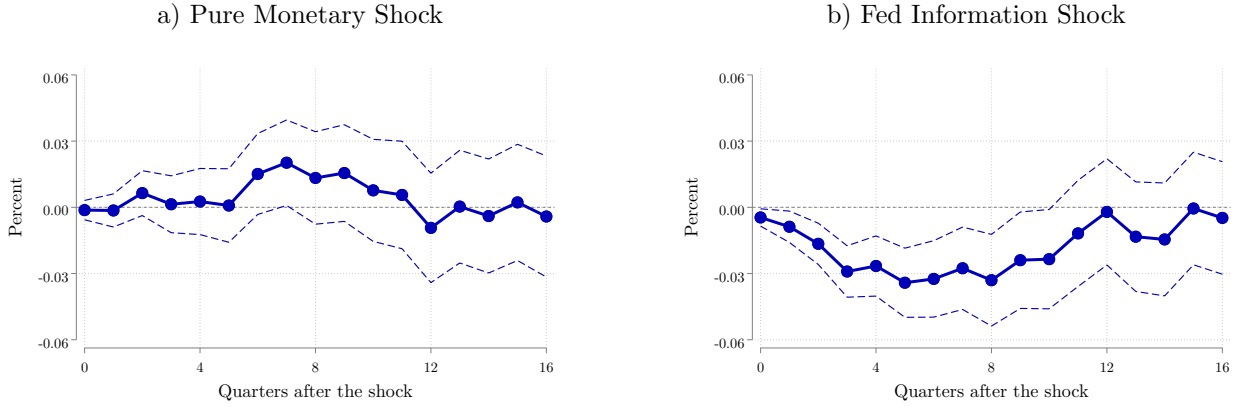 a) Pure Monetary Shock
0.06
0.03
0.00
-0.03
-0.06
Percent
0 4 8 12 16
Quarters after the shock
b) Fed Information Shock
0.06
0.03
0.00
-0.03
-0.06
Percent
0 4 8 12 16
Quarters after the shock